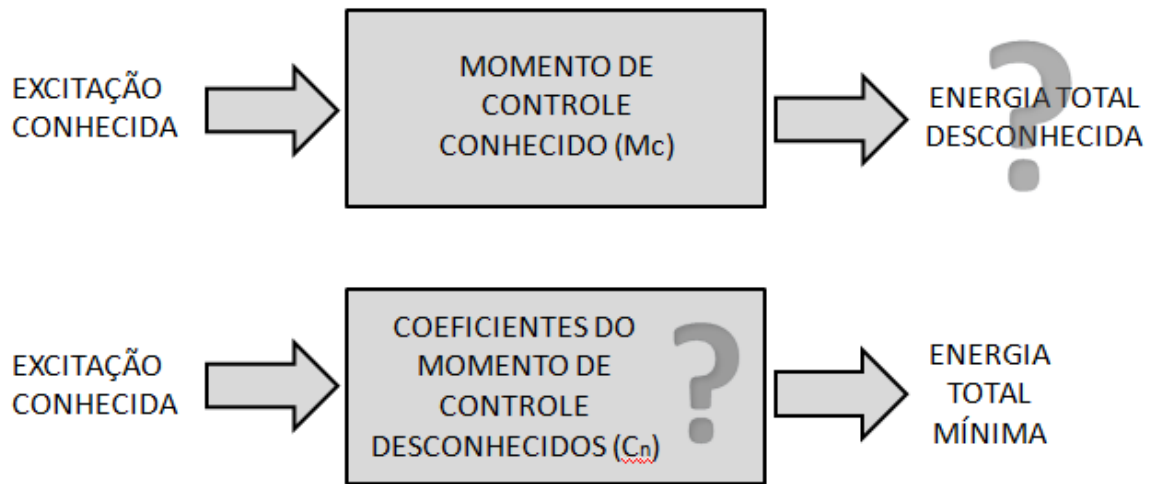 EXCITAÇÃO
CONHECIDA
MOMENTO DE
CONTROLE
CONHECIDO (Mc)
ENERGIA TOTAL
DESCONHECIDA
?
EXCITAÇÃO
CONHECIDA
COEFICIENTES DO
MOMENTO DE
CONTROLE
DESCONHECIDOS (Cn)
?
ENERGIA
TOTAL
MÍNIMA